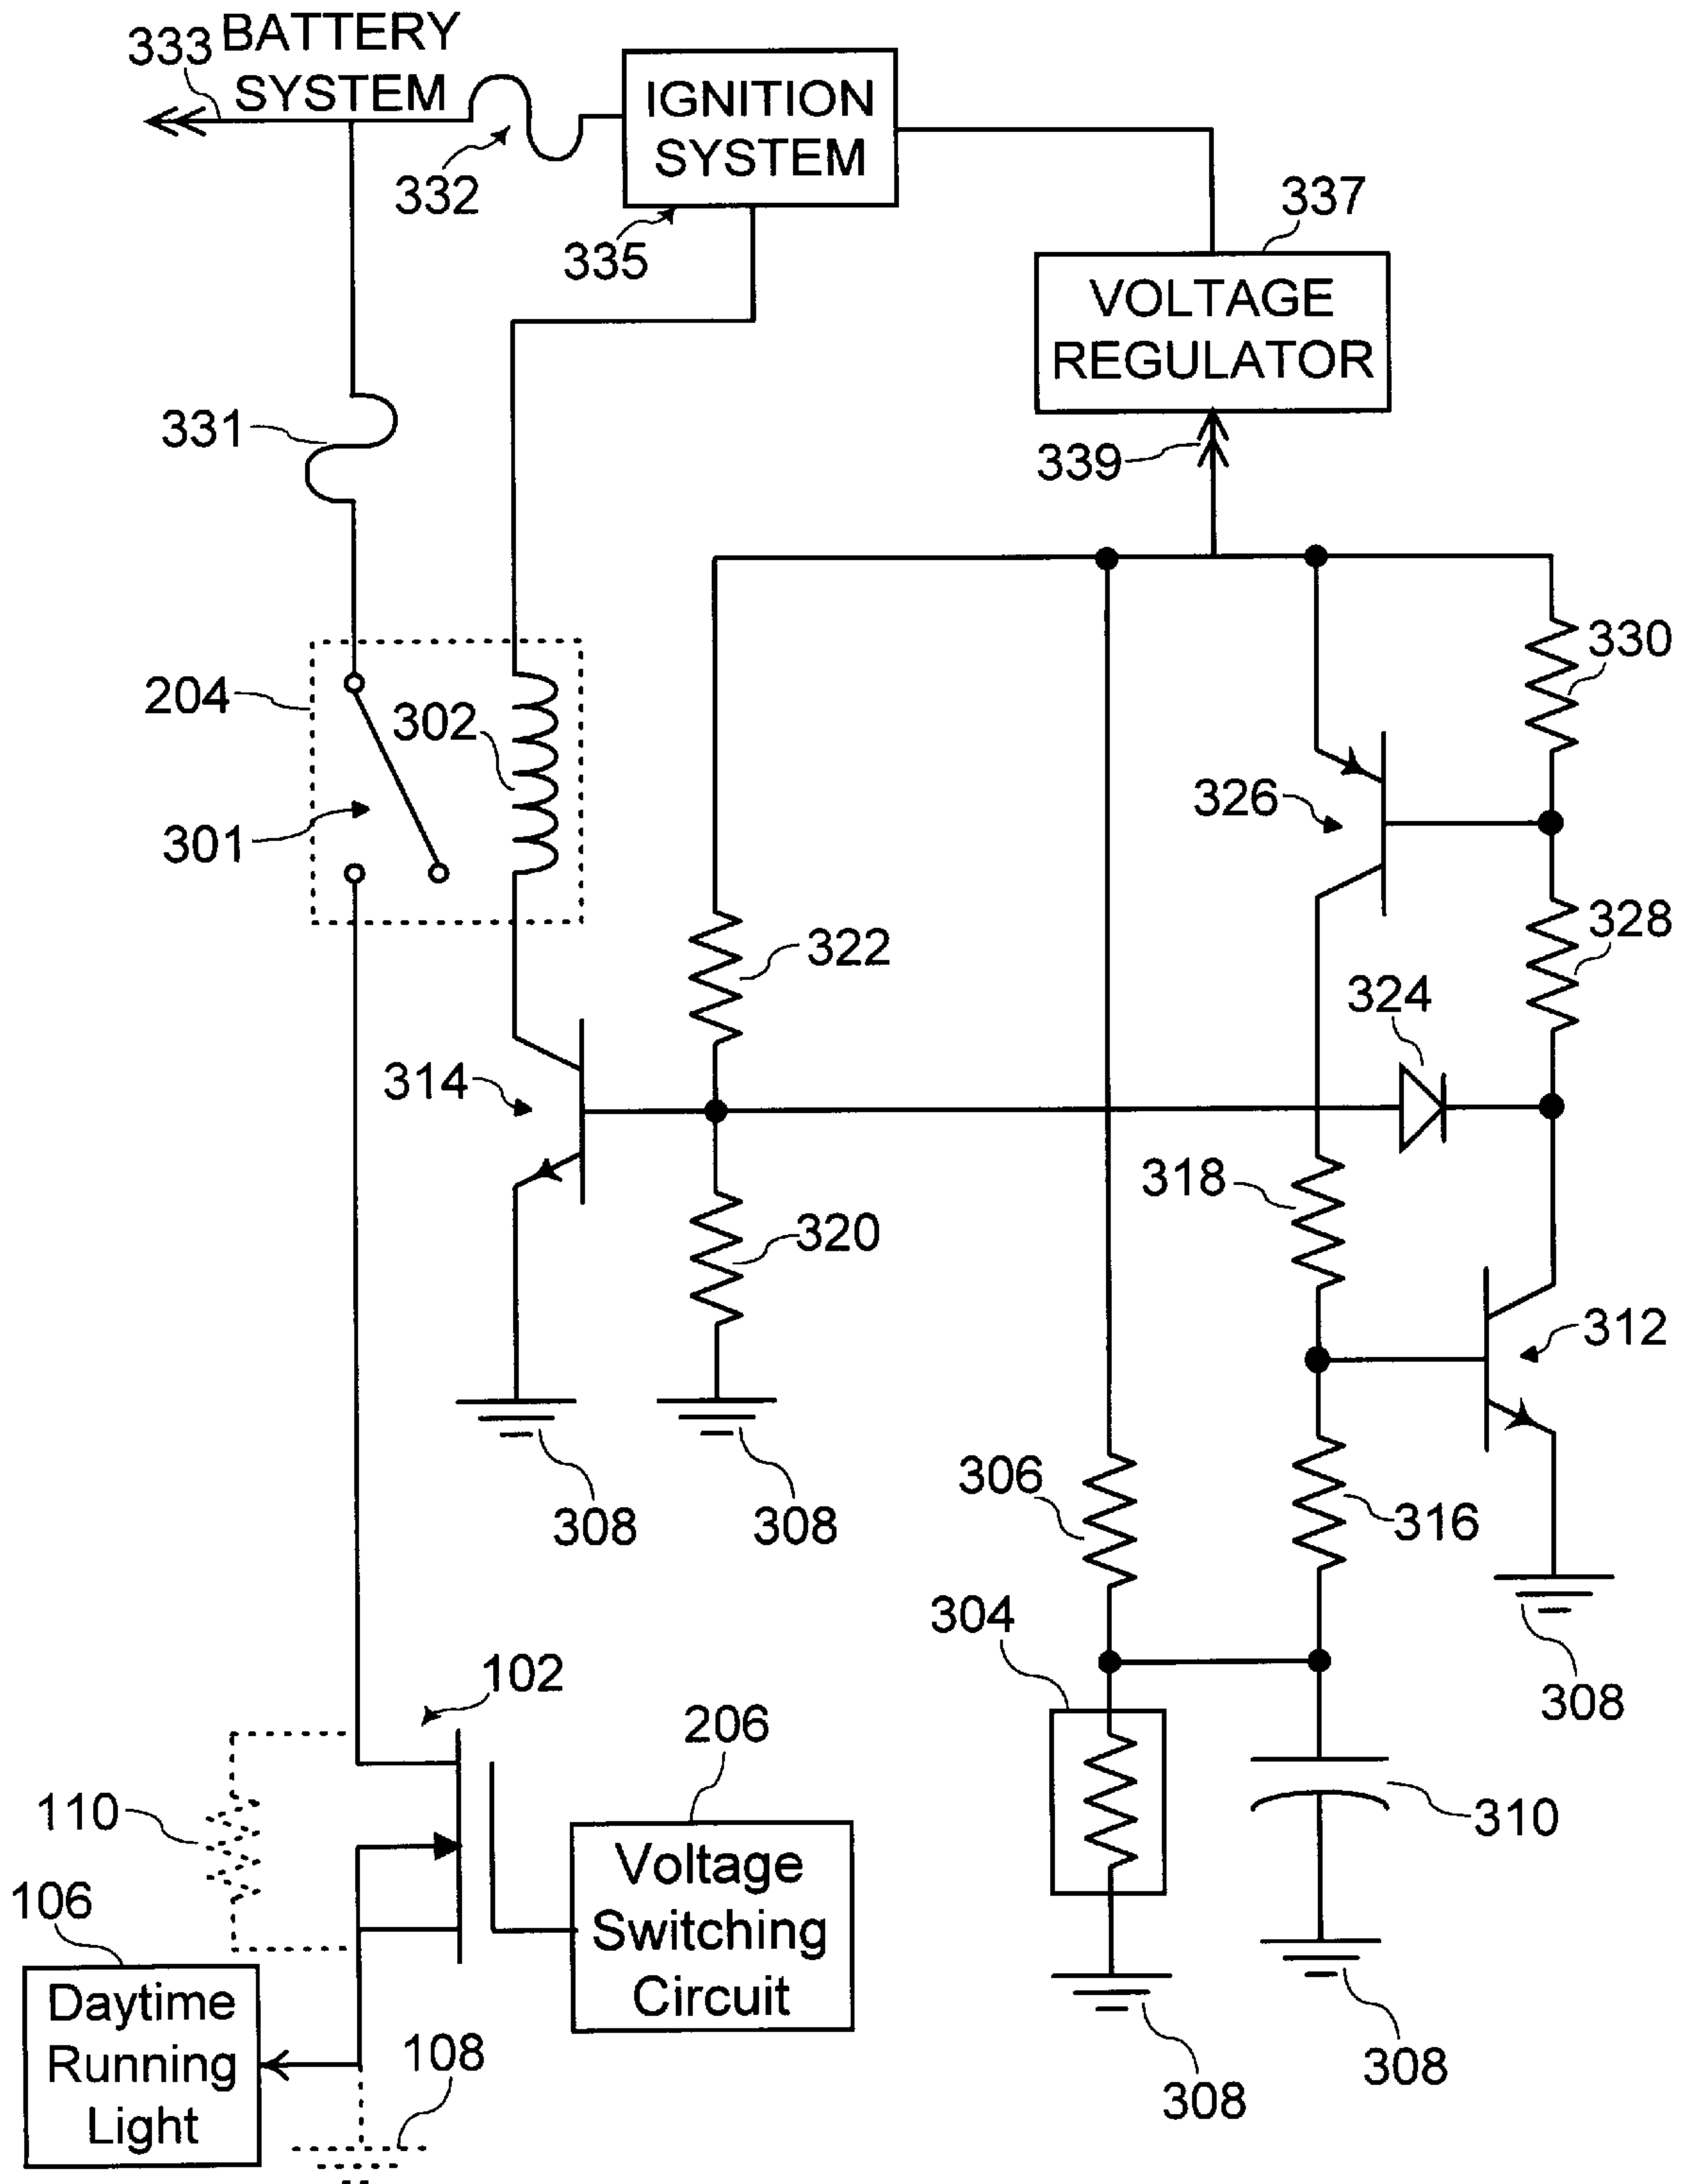 333 BATTERY
SYSTEM
IGNITION
SYSTEM
332
335
337
VOLTAGE
REGULATOR
331
339
330
204
302
326
301
328
322
324
314
318
320
312
306
316
308
308
304
308
102
206
110
Voltage
Switching
Circuit
310
106
Daytime
Running
Light
108
308
308